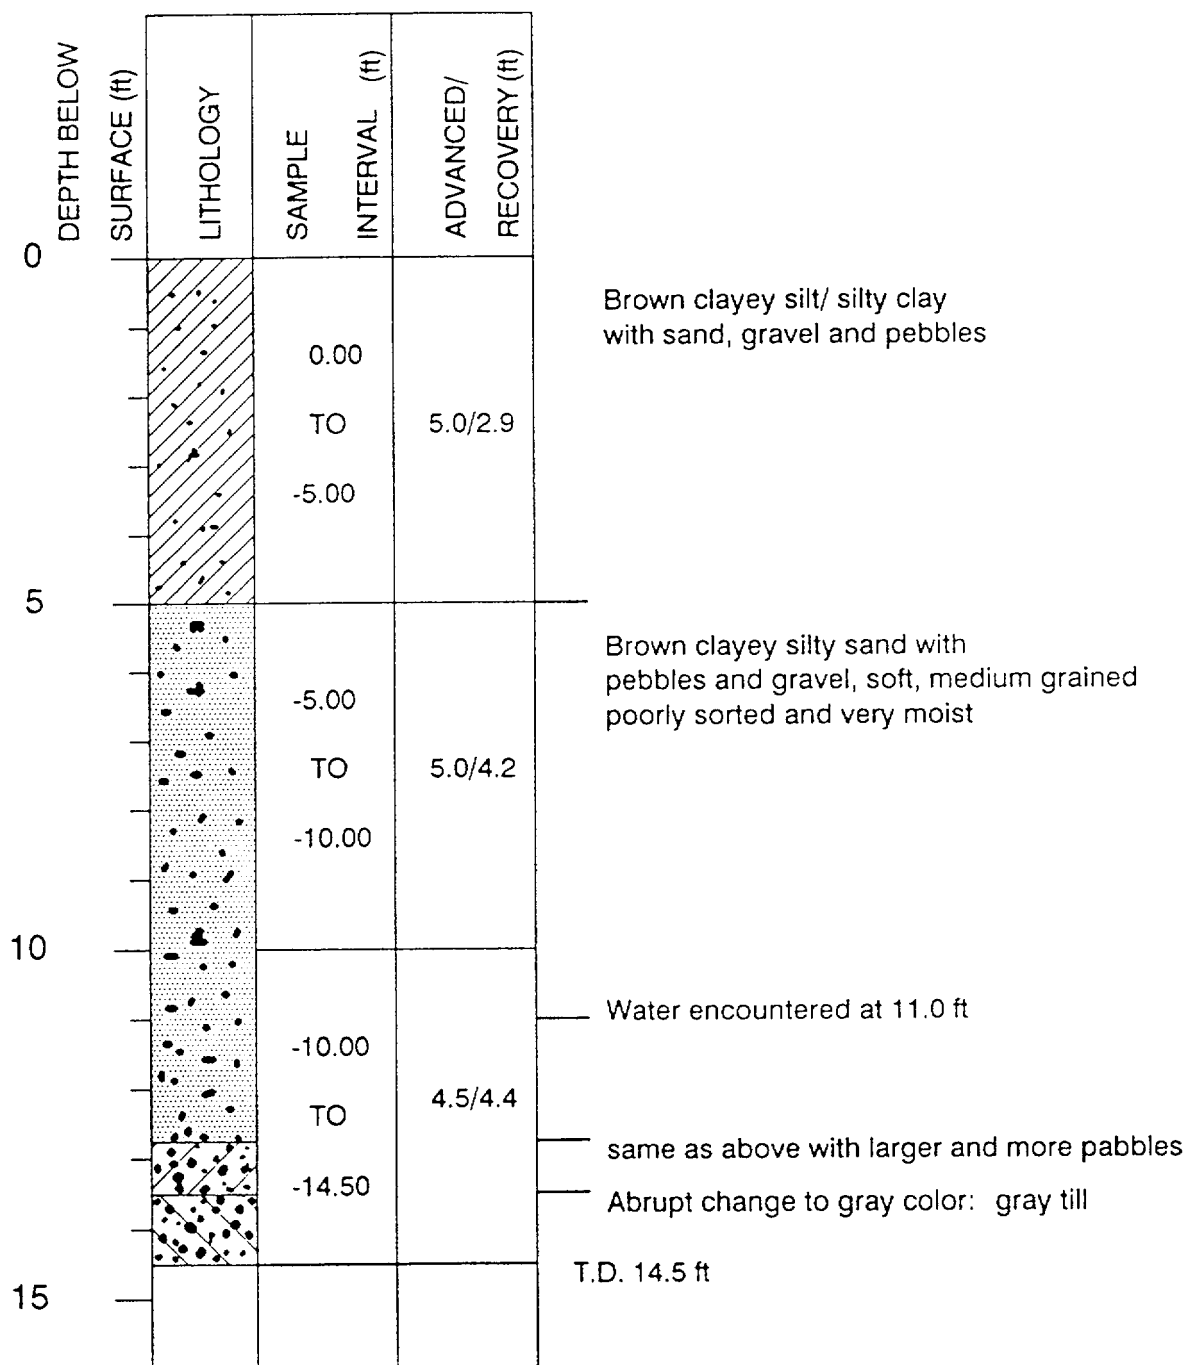 DEPTH BELOW
SURFACE (ft)
LITHOLOGY
SAMPLE
INTERVAL (ft)
ADVANCED/
RECOVERY (ft)
0
Brown clayey silt/ silty clay
with sand, gravel and pebbles
0.00
TO
5.0/2.9
-5.00
5
Brown clayey silty sand with
pebbles and gravel, soft, medium grained
poorly sorted and very moist
-5.00
TO
5.0/4.2
-10.00
10
Water encountered at 11.0 ft
-10.00
TO
4.5/4.4
same as above with larger and more pabbles
-14.50
Abrupt change to gray color: gray till
T.D. 14.5 ft
15